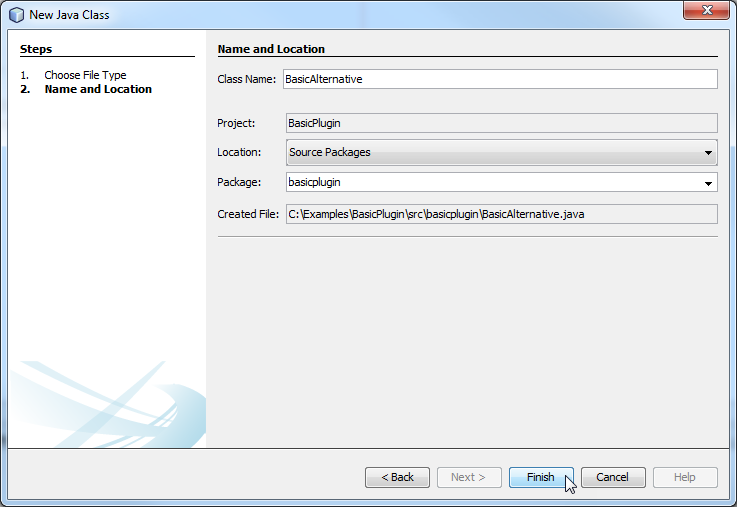 New Java Class
Steps
1. Choose File Type
2. Name and Location
Name and Location
Class Name: BasicAlternative
Project: BasicPlugin
Location: Source Packages
Package: basicplugin
Created File: C:\Examples\BasicPlugin\src\basicplugin\BasicAlternative.java
< Back Next > Finish Cancel Help